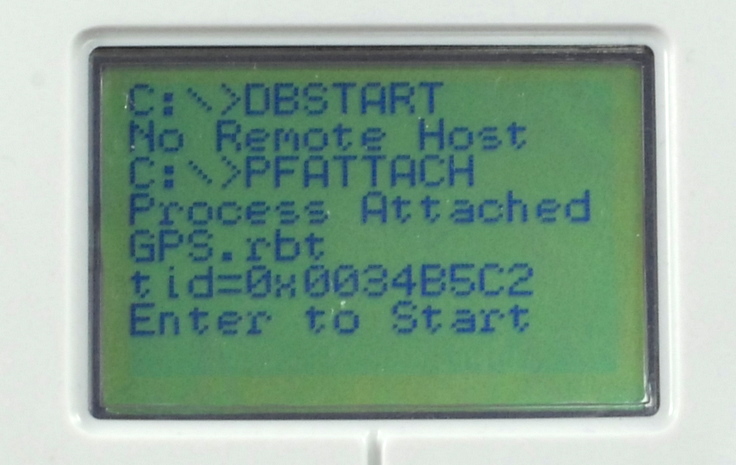 C:\>DBSTART
No Remote Host
C:\>PFATTACH
Process Attached
GPS.rbt
tid=0x0034B5C2
Enter to Start